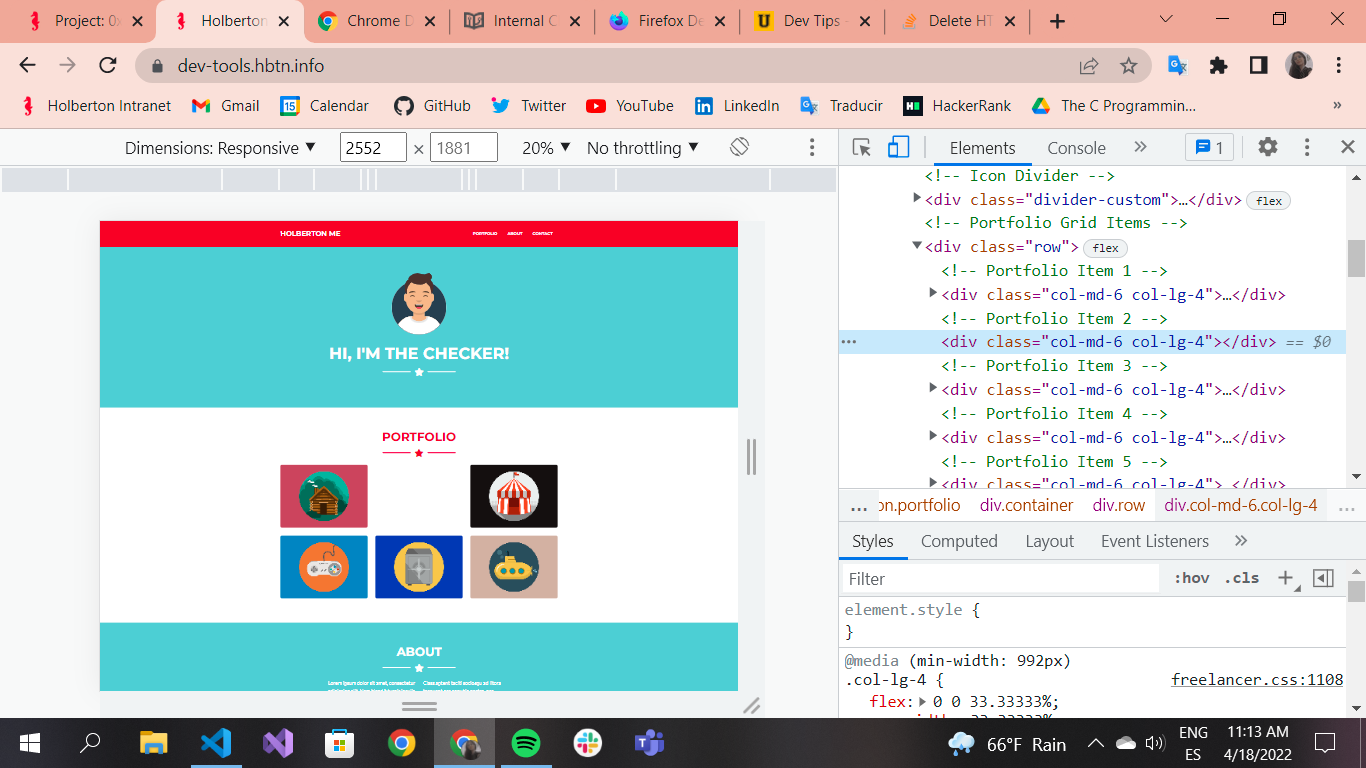 Project: 0x
Holberton
Chrome D
Internal C
Firefox De
Dev Tips -
Delete HT
dev-tools.hbtn.info
Holberton Intranet
Gmail
Calendar
GitHub
Twitter
YouTube
LinkedIn
Traducir
HackerRank
The C Programmin...
»
Dimensions: Responsive ▼
2552 × 1881
20% ▼
No throttling ▼
HOLBERTON ME
PORTFOLIO
ABOUT
CONTACT
HI, I'M THE CHECKER!
PORTFOLIO
ABOUT
Lorem ipsum dolor sit amet, consectetur
Elements
Console
»
1
<!-- Icon Divider -->
<div class="divider-custom">…</div> flex
<!-- Portfolio Grid Items -->
<div class="row"> flex
<!-- Portfolio Item 1 -->
<div class="col-md-6 col-lg-4">…</div>
<!-- Portfolio Item 2 -->
<div class="col-md-6 col-lg-4"></div> == $0
<!-- Portfolio Item 3 -->
<div class="col-md-6 col-lg-4">…</div>
<!-- Portfolio Item 4 -->
<div class="col-md-6 col-lg-4">…</div>
<!-- Portfolio Item 5 -->
<div class="col-md-6 col-lg-4">…</div>
… on.portfolio div.container div.row div.col-md-6.col-lg-4 …
Styles
Computed
Layout
Event Listeners
»
Filter
:hov
.cls
element.style {
}
@media (min-width: 992px)
.col-lg-4 {
freelancer.css:1108
flex: 0 0 33.33333%;
width: 33.33333%
66°F Rain
ENG
ES
11:13 AM
4/18/2022